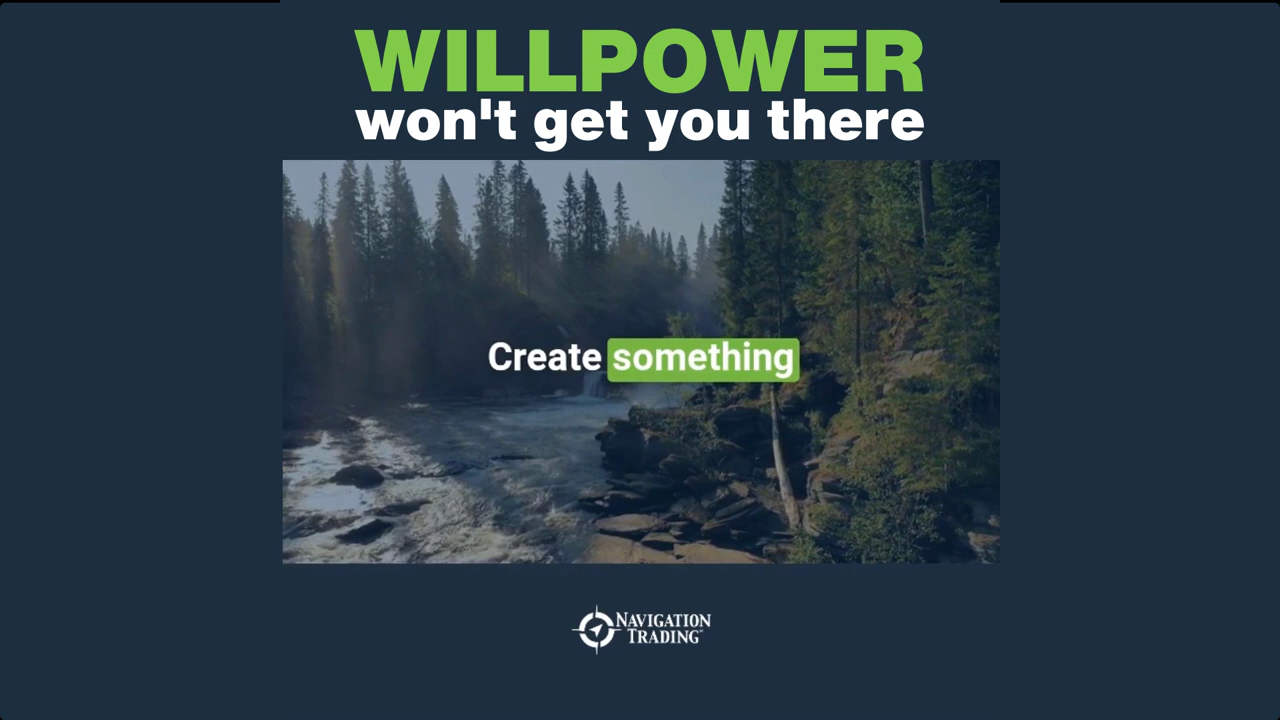 WILLPOWER
won't get you there
Create something
NAVIGATION
TRADING